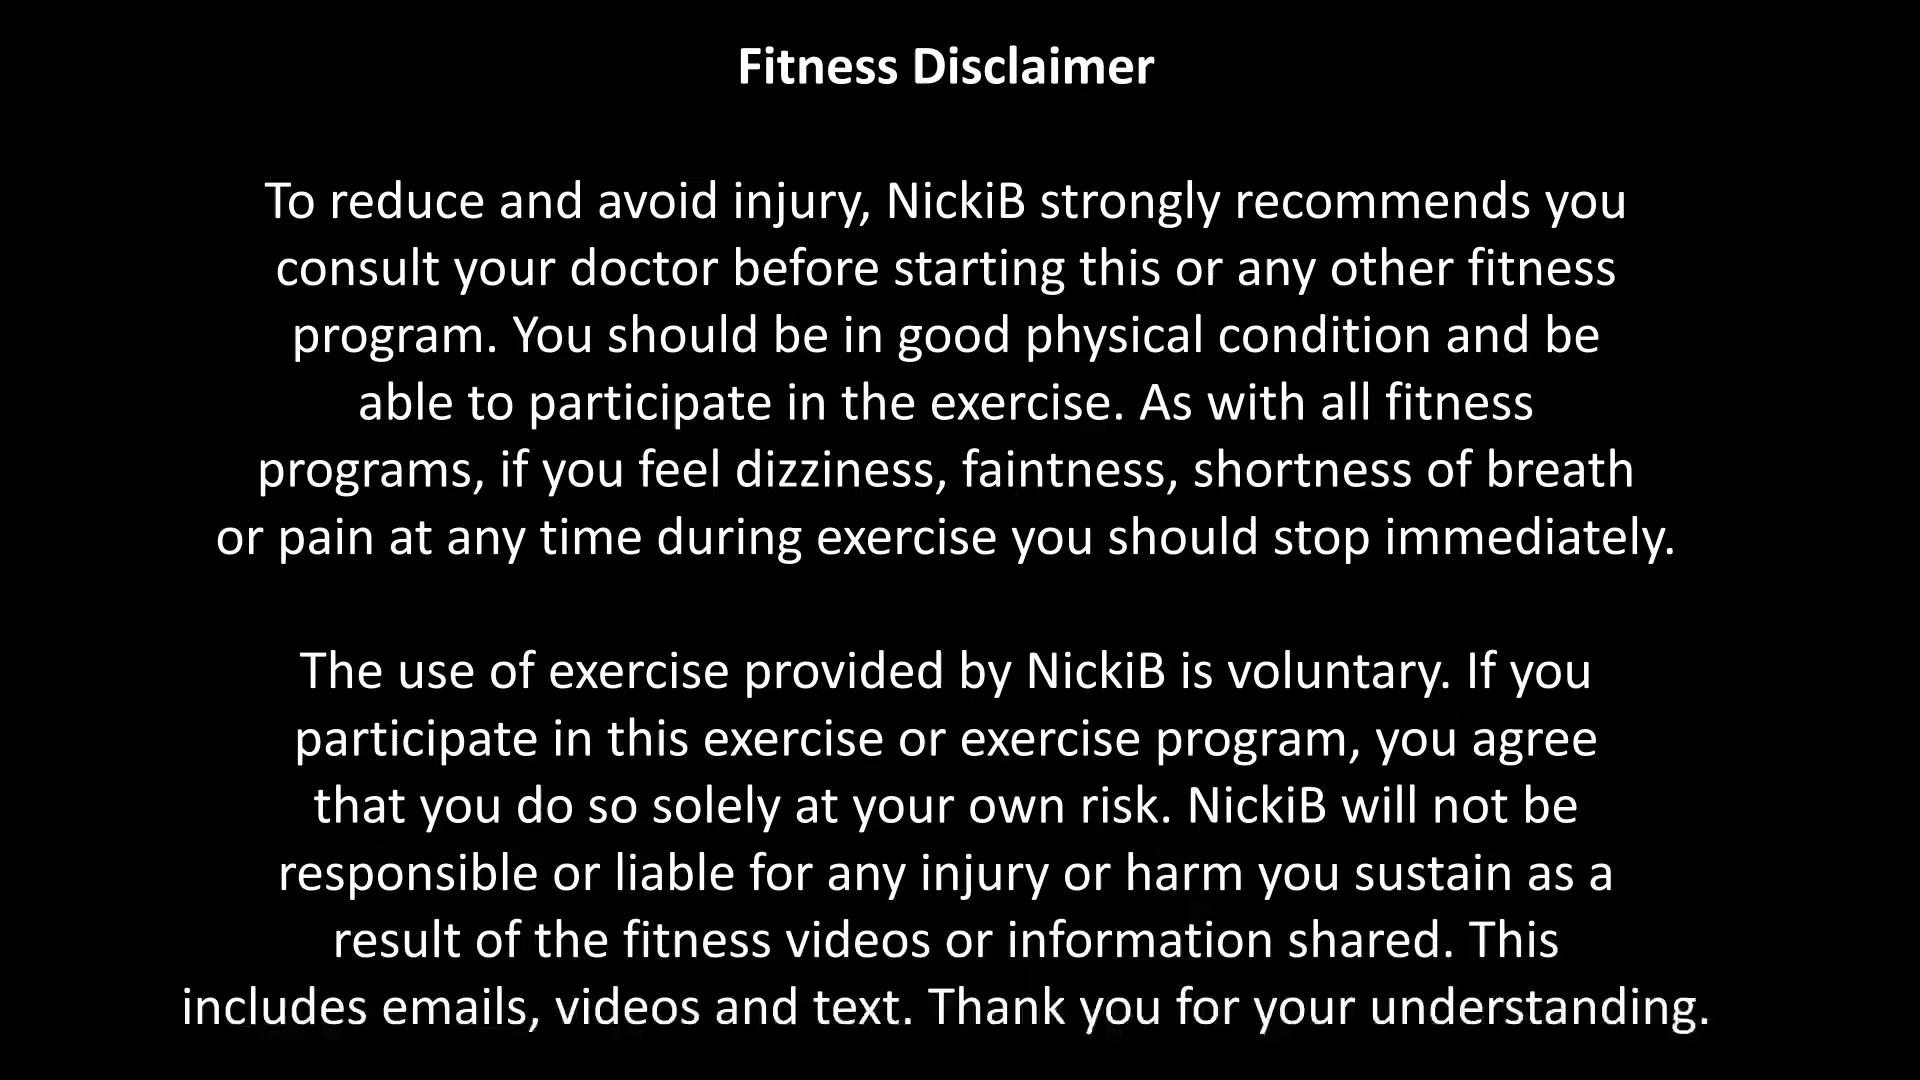 Fitness Disclaimer
To reduce and avoid injury, NickiB strongly recommends you
consult your doctor before starting this or any other fitness
program. You should be in good physical condition and be
able to participate in the exercise. As with all fitness
programs, if you feel dizziness, faintness, shortness of breath
or pain at any time during exercise you should stop immediately.
The use of exercise provided by NickiB is voluntary. If you
participate in this exercise or exercise program, you agree
that you do so solely at your own risk. NickiB will not be
responsible or liable for any injury or harm you sustain as a
result of the fitness videos or information shared. This
includes emails, videos and text. Thank you for your understanding.